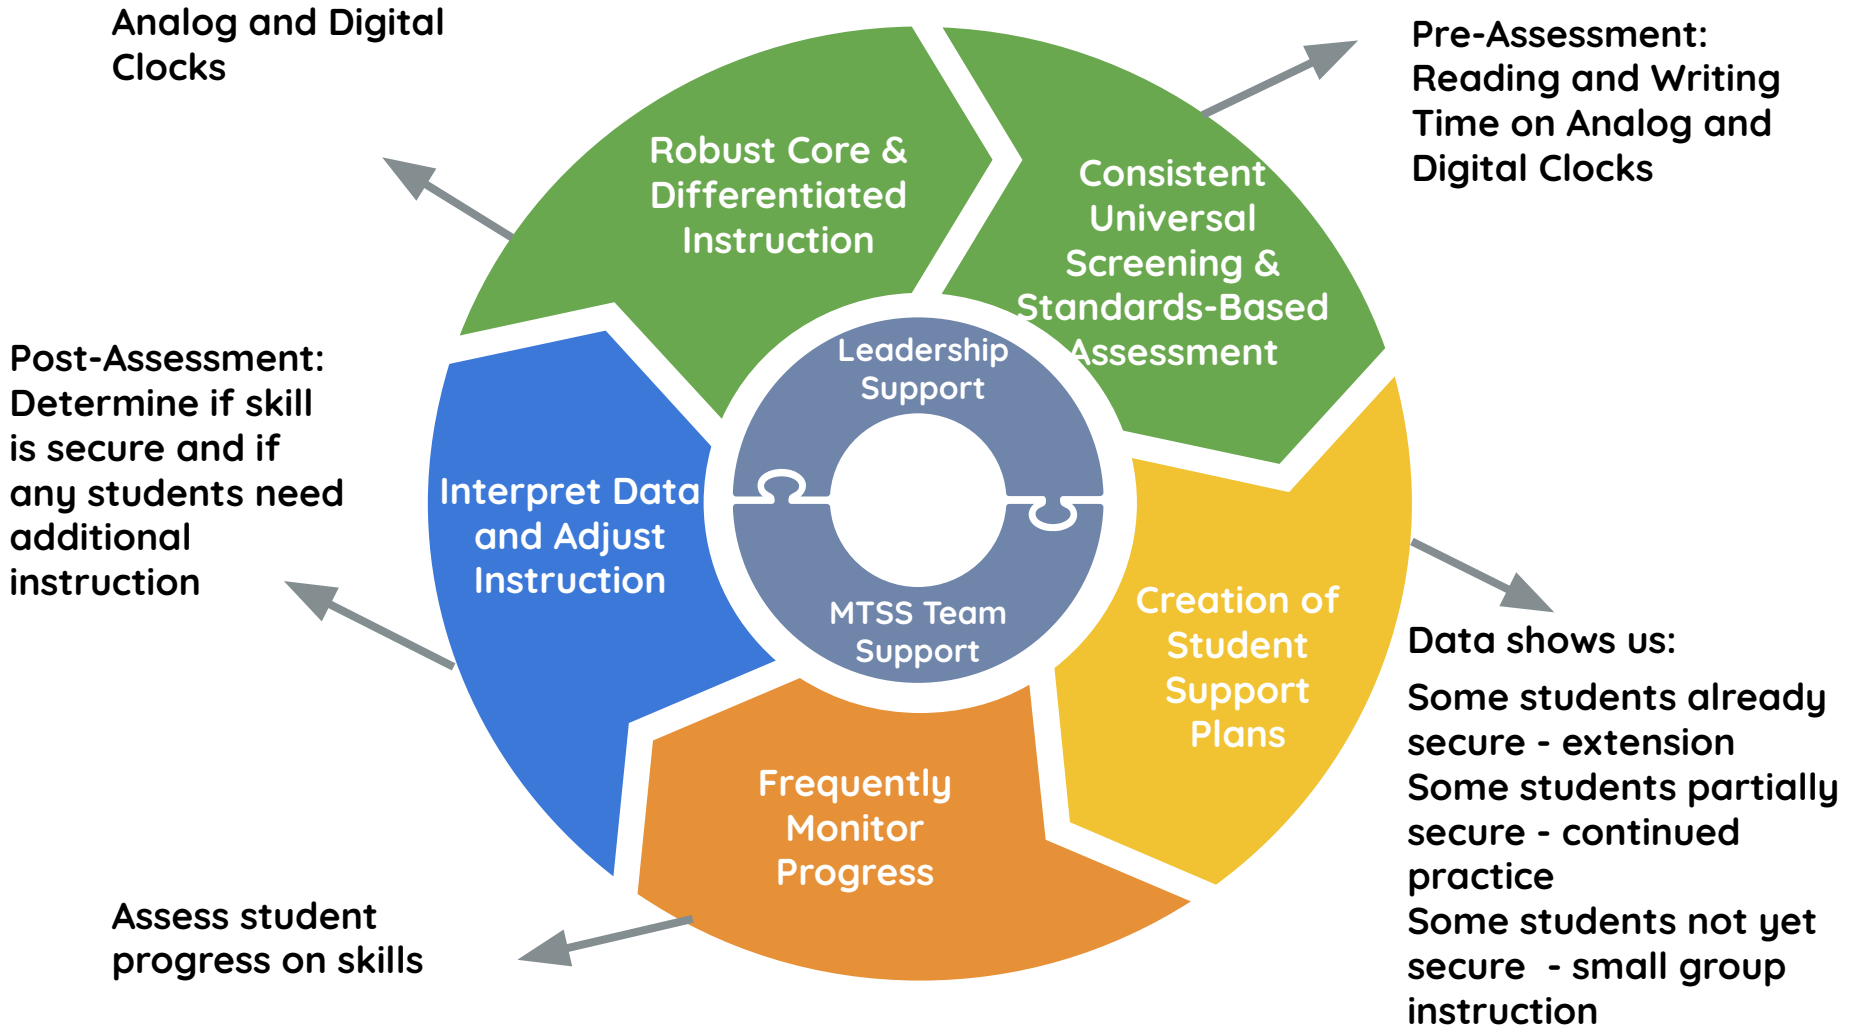 Analog and Digital
Clocks
Pre-Assessment:
Reading and Writing
Time on Analog and
Digital Clocks
Robust Core &
Differentiated
Instruction
Consistent
Universal
Screening &
Standards-Based
Assessment
Leadership
Support
MTSS Team
Support
Post-Assessment:
Determine if skill
is secure and if
any students need
additional
instruction
Interpret Data
and Adjust
Instruction
Creation of
Student
Support
Plans
Data shows us:
Some students already
secure - extension
Some students partially
secure - continued
practice
Some students not yet
secure  - small group
instruction
Frequently
Monitor
Progress
Assess student
progress on skills